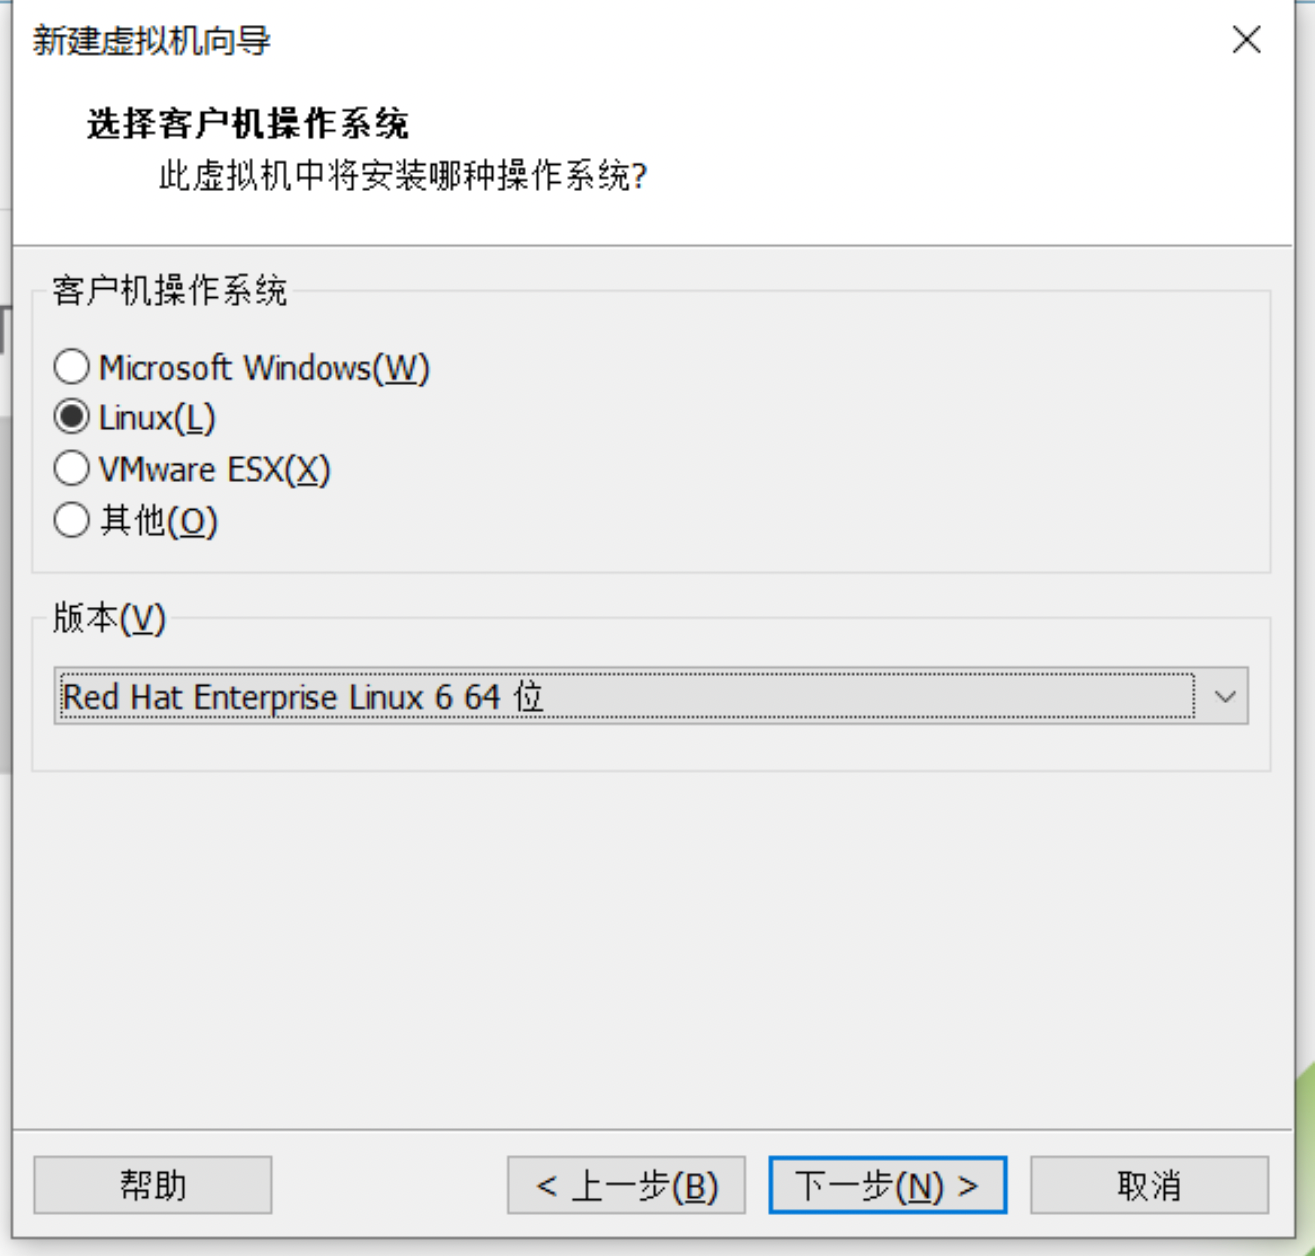 新建虚拟机向导
选择客户机操作系统
此虚拟机中将安装哪种操作系统?
客户机操作系统
Microsoft Windows(W)
Linux(L)
VMware ESX(X)
其他(O)
版本(V)
Red Hat Enterprise Linux 6 64 位
帮助
< 上一步(B)
下一步(N) >
取消